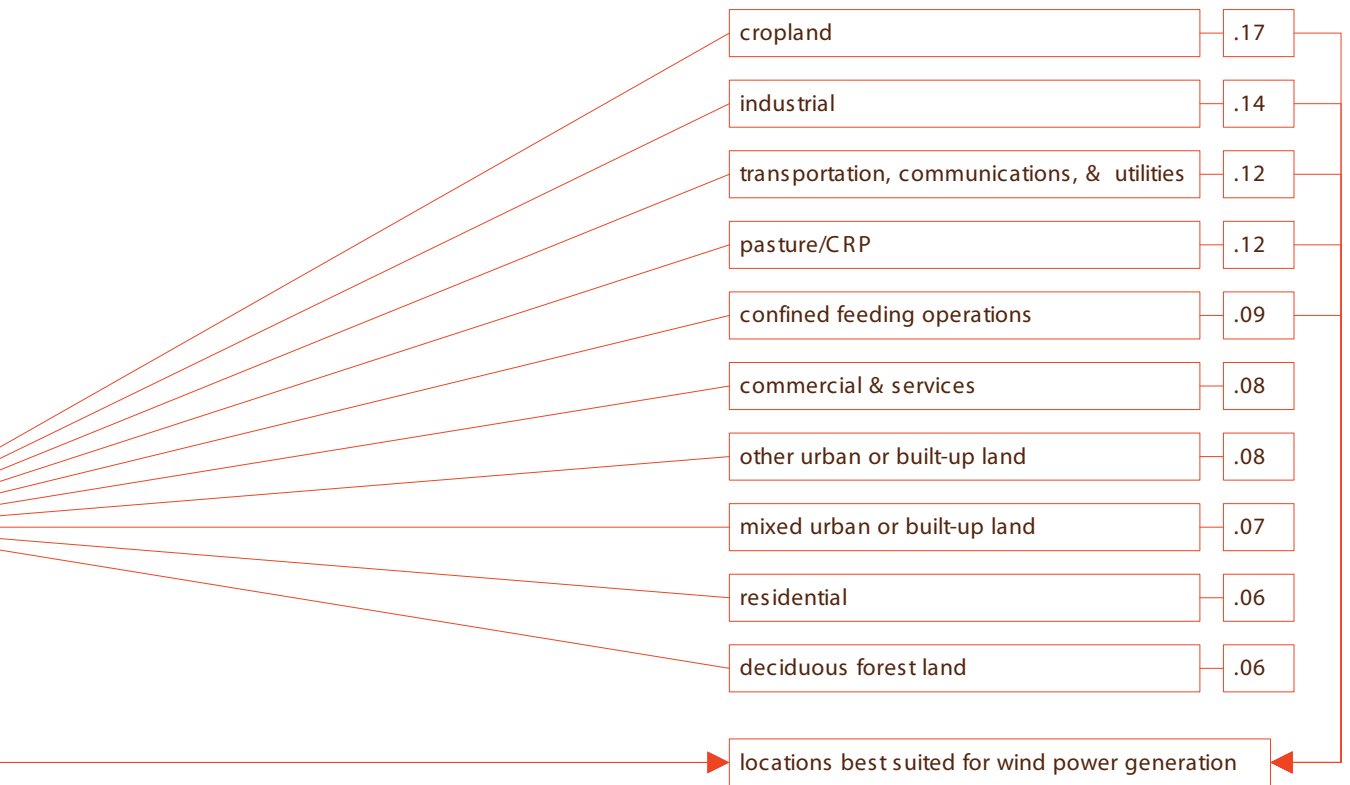 cropland .17
industrial .14
transportation, communications, & utilities .12
pasture/CRP .12
confined feeding operations .09
commercial & services .08
other urban or built-up land .08
mixed urban or built-up land .07
residential .06
deciduous forest land .06
locations best suited for wind power generation